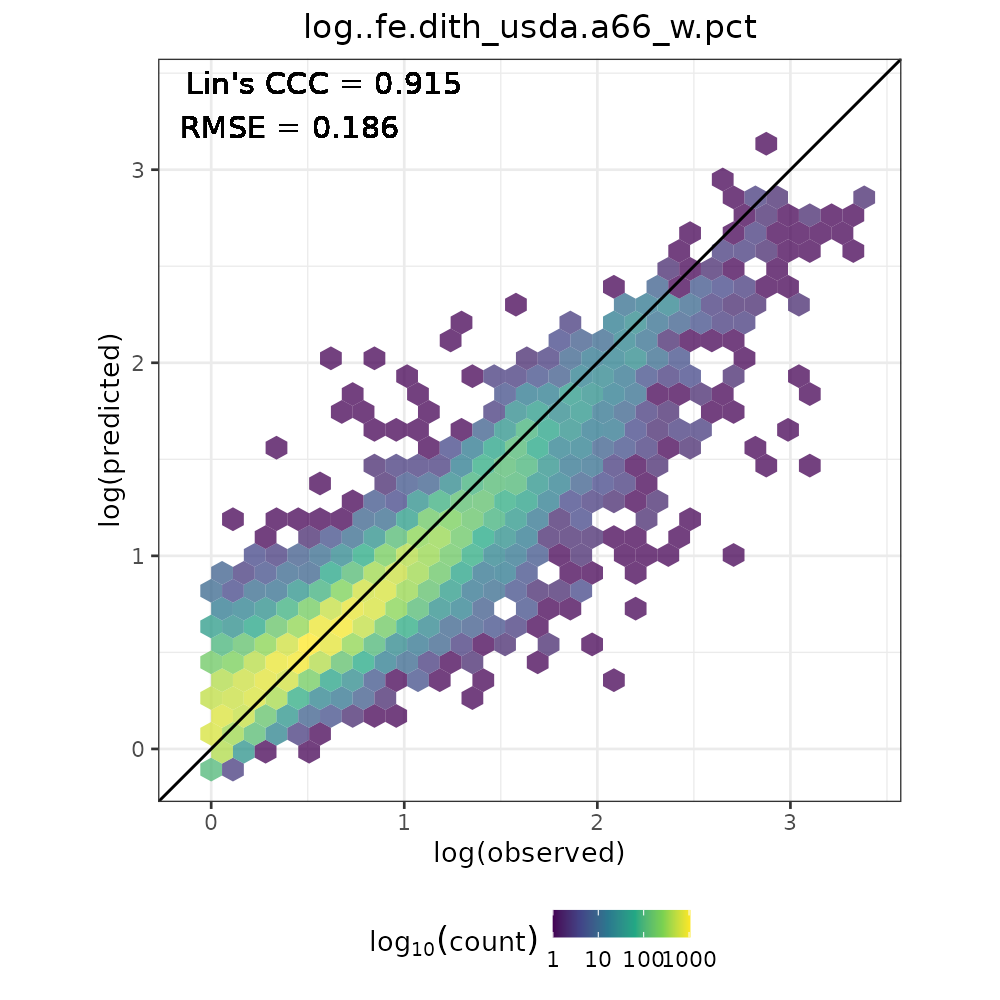 log..fe.dith_usda.a66_w.pct
Lin's CCC = 0.915
RMSE = 0.186
3
2
1
0
log(predicted)
0 1 2 3
log(observed)
log₁₀(count)
1 10 100 1000